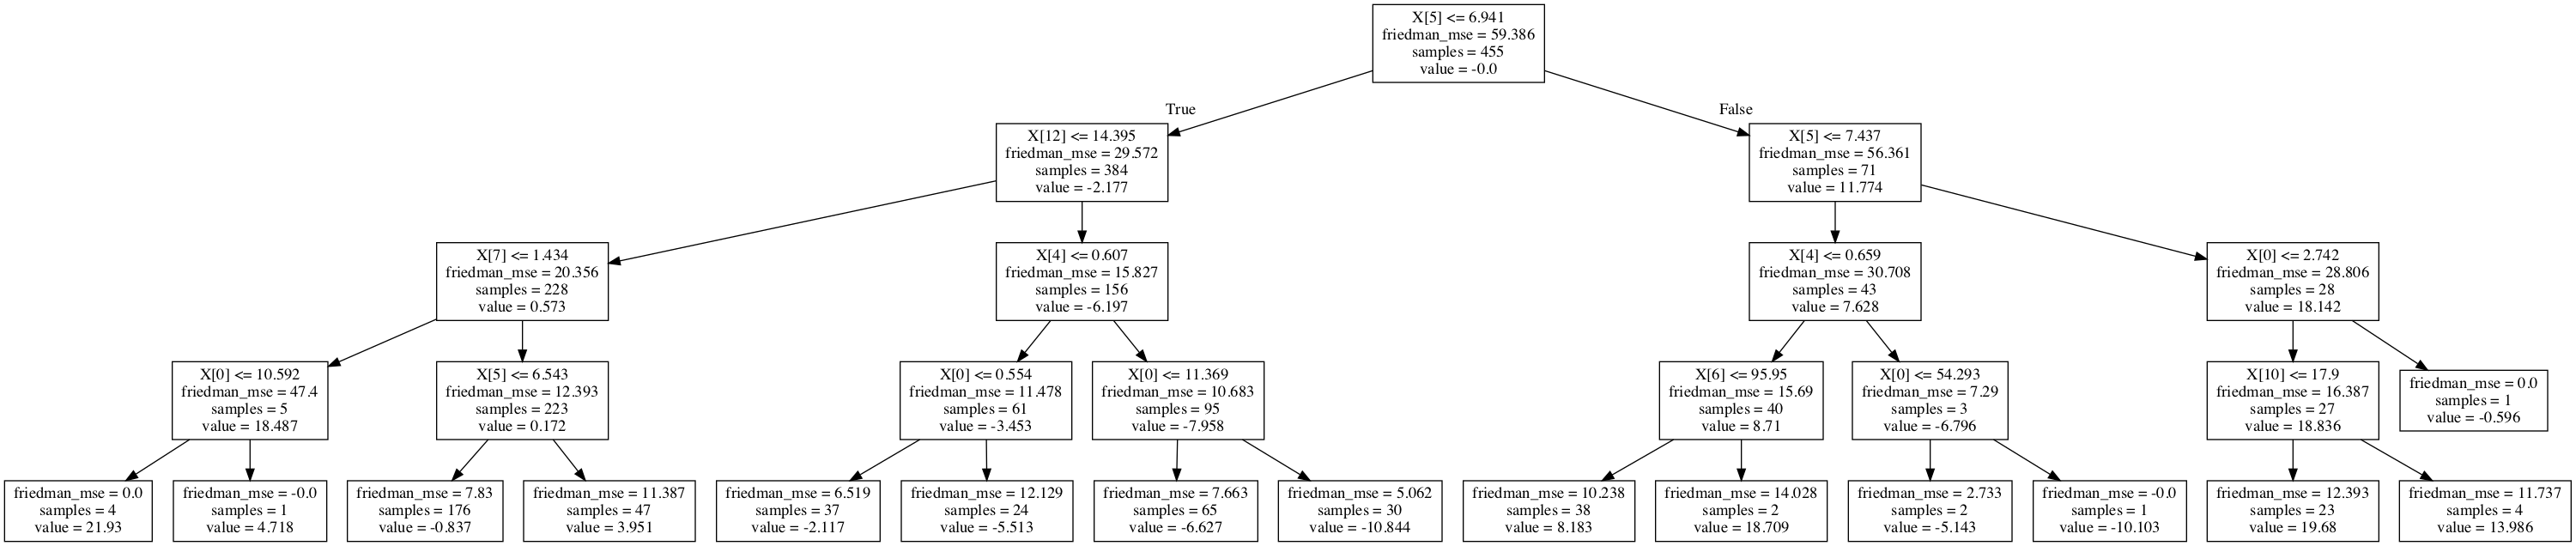 X[5] <= 6.941
friedman_mse = 59.386
samples = 455
value = -0.0
True
False
X[12] <= 14.395
friedman_mse = 29.572
samples = 384
value = -2.177
X[5] <= 7.437
friedman_mse = 56.361
samples = 71
value = 11.774
X[7] <= 1.434
friedman_mse = 20.356
samples = 228
value = 0.573
X[4] <= 0.607
friedman_mse = 15.827
samples = 156
value = -6.197
X[4] <= 0.659
friedman_mse = 30.708
samples = 43
value = 7.628
X[0] <= 2.742
friedman_mse = 28.806
samples = 28
value = 18.142
X[0] <= 10.592
friedman_mse = 47.4
samples = 5
value = 18.487
X[5] <= 6.543
friedman_mse = 12.393
samples = 223
value = 0.172
X[0] <= 0.554
friedman_mse = 11.478
samples = 61
value = -3.453
X[0] <= 11.369
friedman_mse = 10.683
samples = 95
value = -7.958
X[6] <= 95.95
friedman_mse = 15.69
samples = 40
value = 8.71
X[0] <= 54.293
friedman_mse = 7.29
samples = 3
value = -6.796
X[10] <= 17.9
friedman_mse = 16.387
samples = 27
value = 18.836
friedman_mse = 0.0
samples = 1
value = -0.596
friedman_mse = 0.0
samples = 4
value = 21.93
friedman_mse = -0.0
samples = 1
value = 4.718
friedman_mse = 7.83
samples = 176
value = -0.837
friedman_mse = 11.387
samples = 47
value = 3.951
friedman_mse = 6.519
samples = 37
value = -2.117
friedman_mse = 12.129
samples = 24
value = -5.513
friedman_mse = 7.663
samples = 65
value = -6.627
friedman_mse = 5.062
samples = 30
value = -10.844
friedman_mse = 10.238
samples = 38
value = 8.183
friedman_mse = 14.028
samples = 2
value = 18.709
friedman_mse = 2.733
samples = 2
value = -5.143
friedman_mse = -0.0
samples = 1
value = -10.103
friedman_mse = 12.393
samples = 23
value = 19.68
friedman_mse = 11.737
samples = 4
value = 13.986